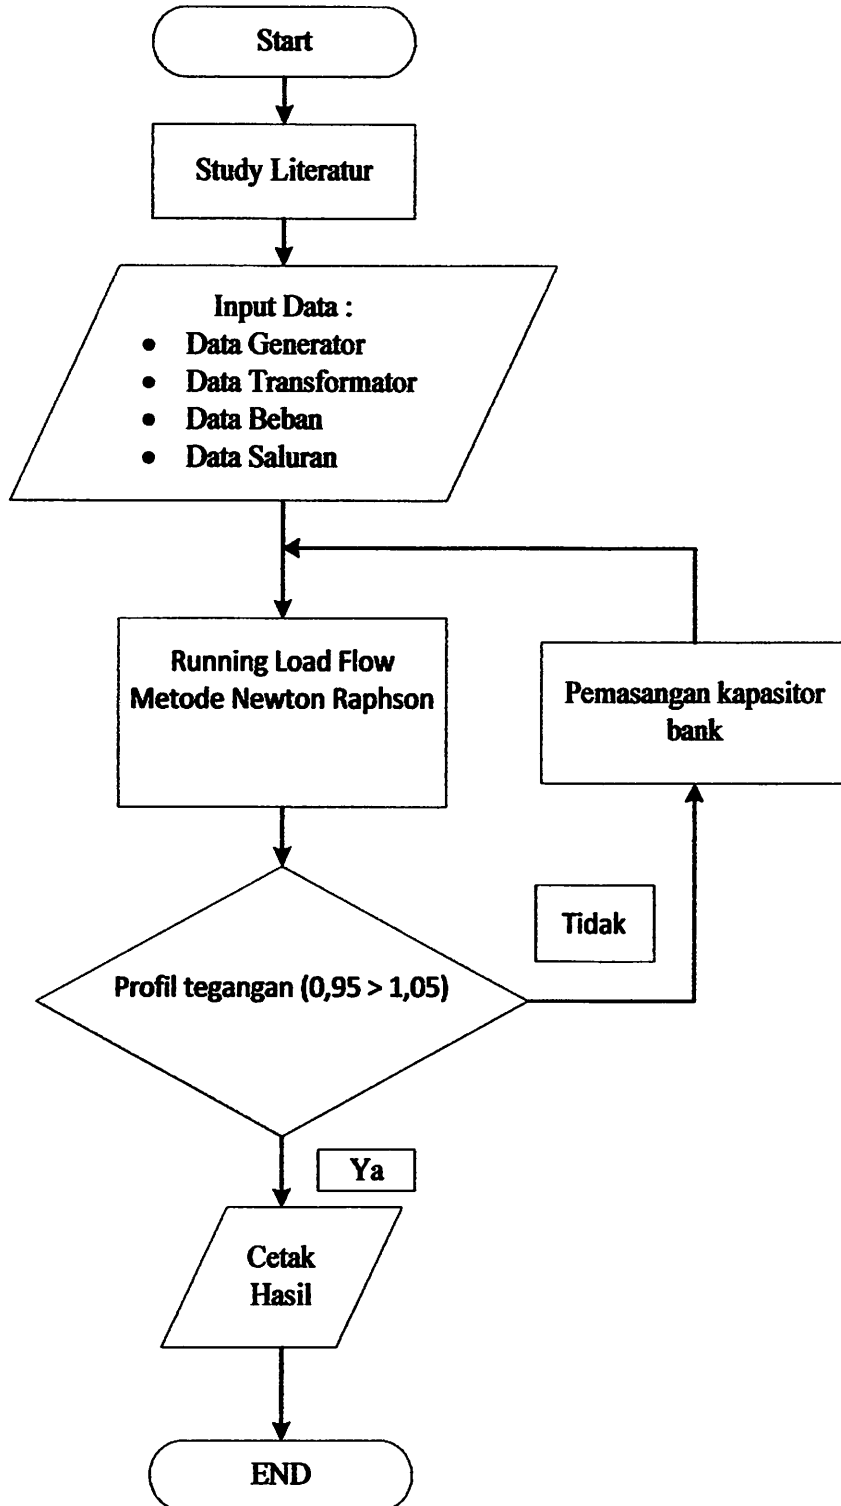 Start
Study Literatur
Input Data :
• Data Generator
• Data Transformator
• Data Beban
• Data Saluran
Running Load Flow
Metode Newton Raphson
Pemasangan kapasitor
bank
Tidak
Profil tegangan (0,95 > 1,05)
Ya
Cetak
Hasil
END